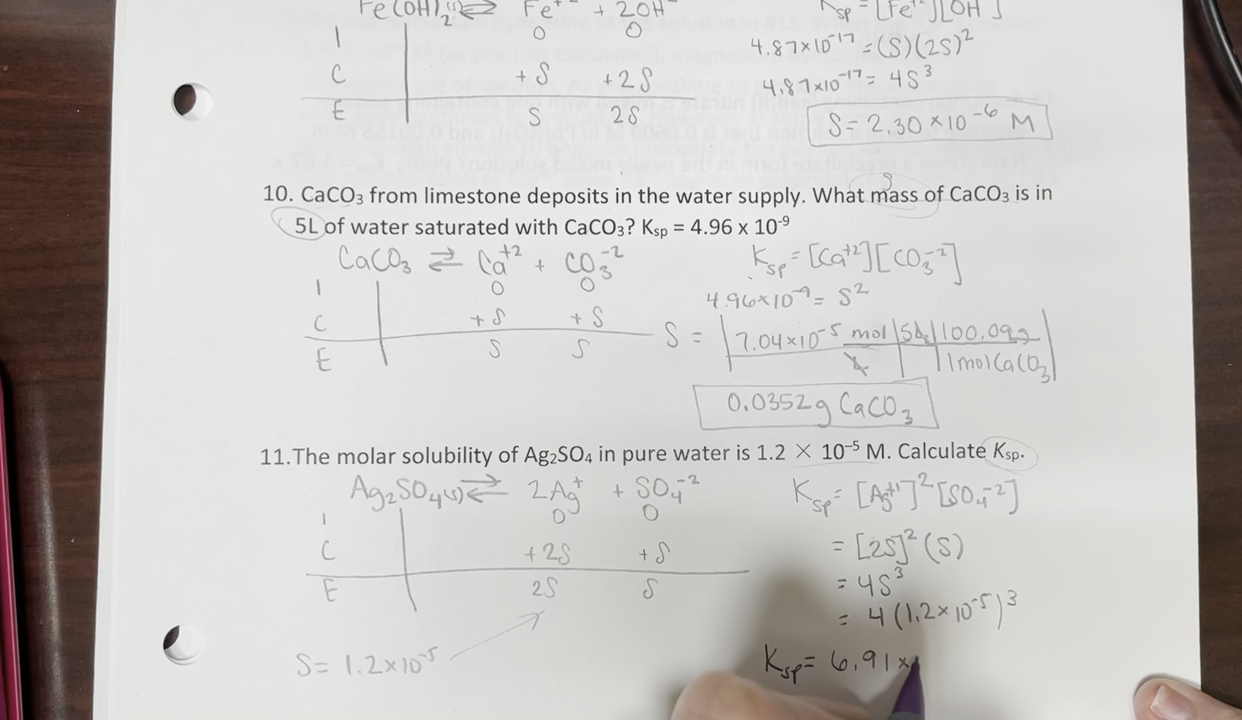 Fe(OH)₂(s) ⇌ Fe⁺² + 2OH⁻
Ksp = [Fe⁺²][OH⁻]
I 0 0
4.87×10⁻¹⁷ = (S)(2S)²
C +S +2S
4.87×10⁻¹⁷ = 4S³
E S 2S
S = 2.30×10⁻⁶ M
10. CaCO₃ from limestone deposits in the water supply. What mass of CaCO₃ is in
g
5L of water saturated with CaCO₃? Ksp = 4.96 x 10⁻⁹
CaCO₃ ⇌ Ca⁺² + CO₃⁻²
Ksp = [Ca⁺²][CO₃⁻²]
I 0 0
4.96×10⁻⁹ = S²
C +S +S
S = 7.04×10⁻⁵ mol 5L 100.09g
E S S
L 1 mol CaCO₃
0.0352g CaCO₃
11. The molar solubility of Ag₂SO₄ in pure water is 1.2 × 10⁻⁵ M. Calculate Ksp.
Ag₂SO₄(s) ⇌ 2Ag⁺ + SO₄⁻²
Ksp = [Ag⁺¹]²[SO₄⁻²]
I 0 0
C +2S +S
= [2S]²(S)
E 2S S
= 4S³
= 4(1.2×10⁻⁵)³
S = 1.2×10⁻⁵
Ksp = 6.91×